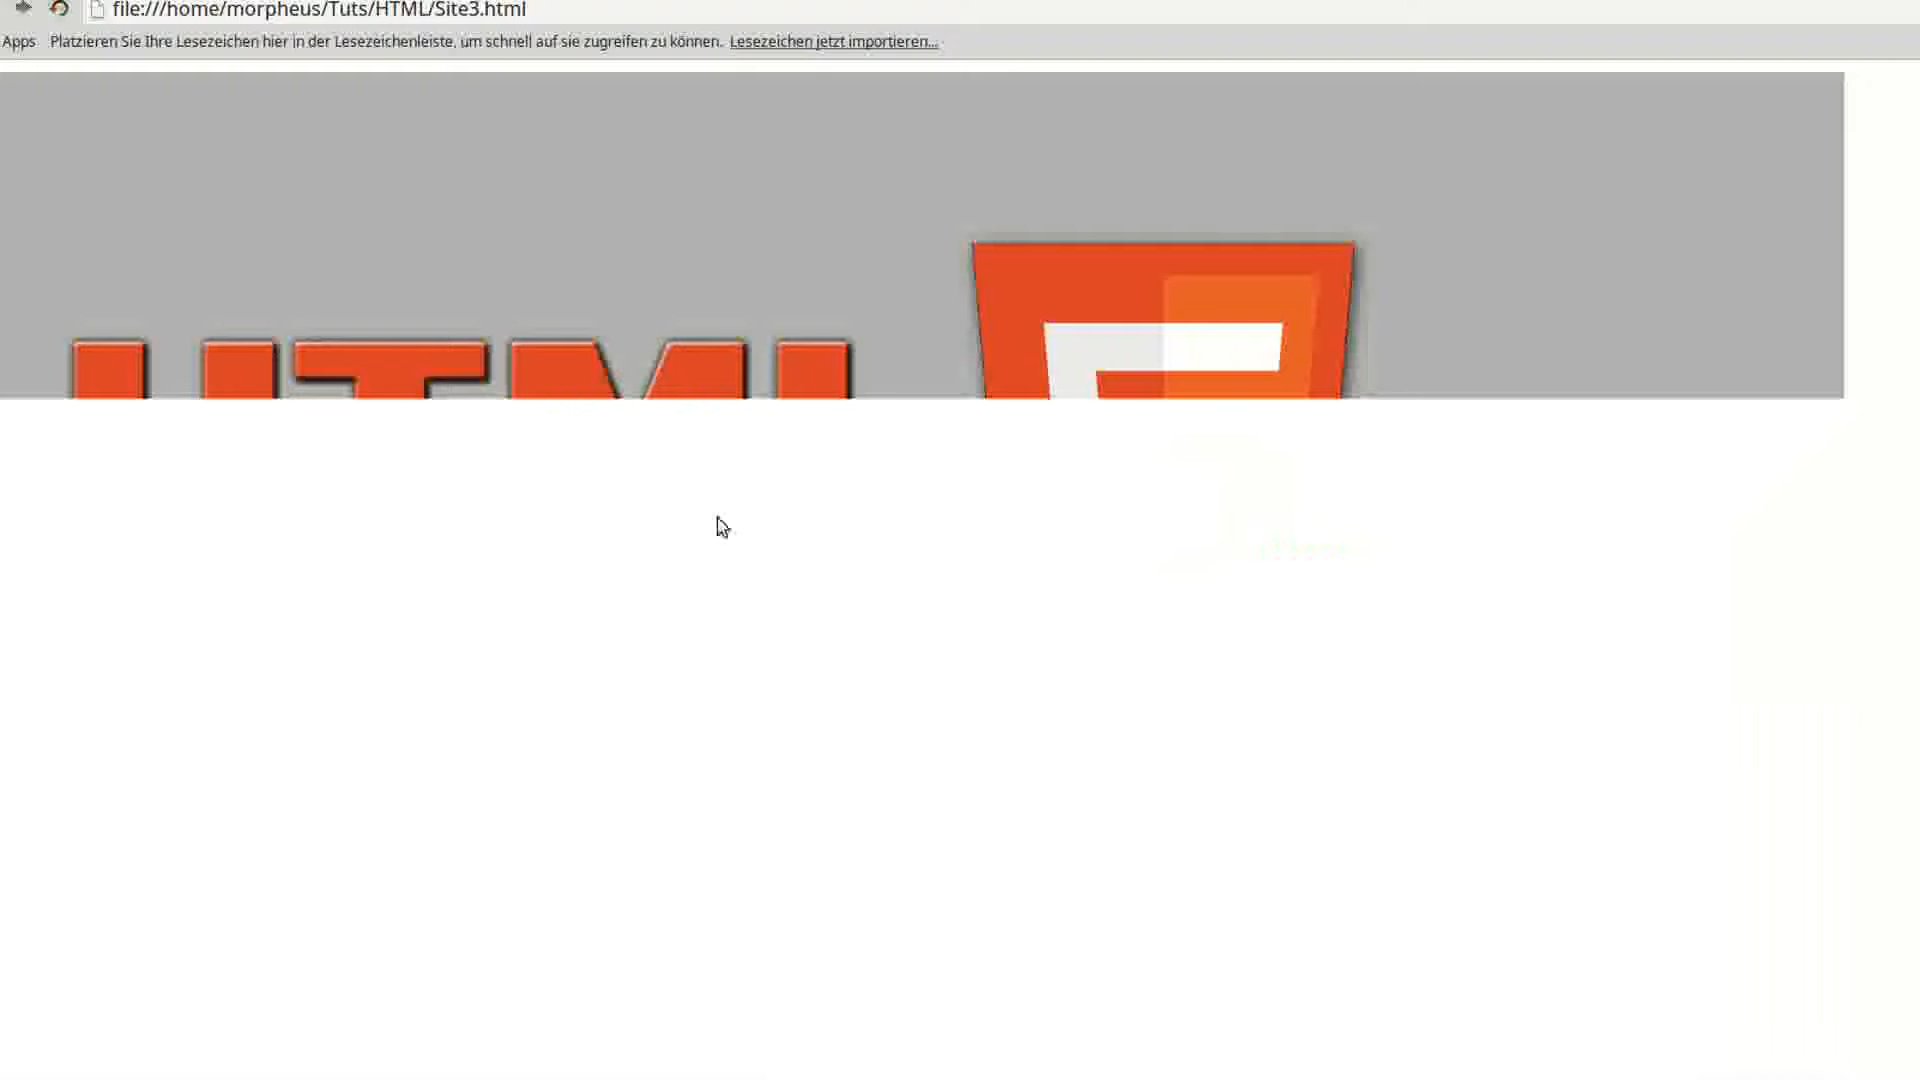 file:///home/morpheus/Tuts/HTML/Site3.html
Apps Platzieren Sie Ihre Lesezeichen hier in der Lesezeichenleiste, um schnell auf sie zugreifen zu können. Lesezeichen jetzt importieren...
HTML